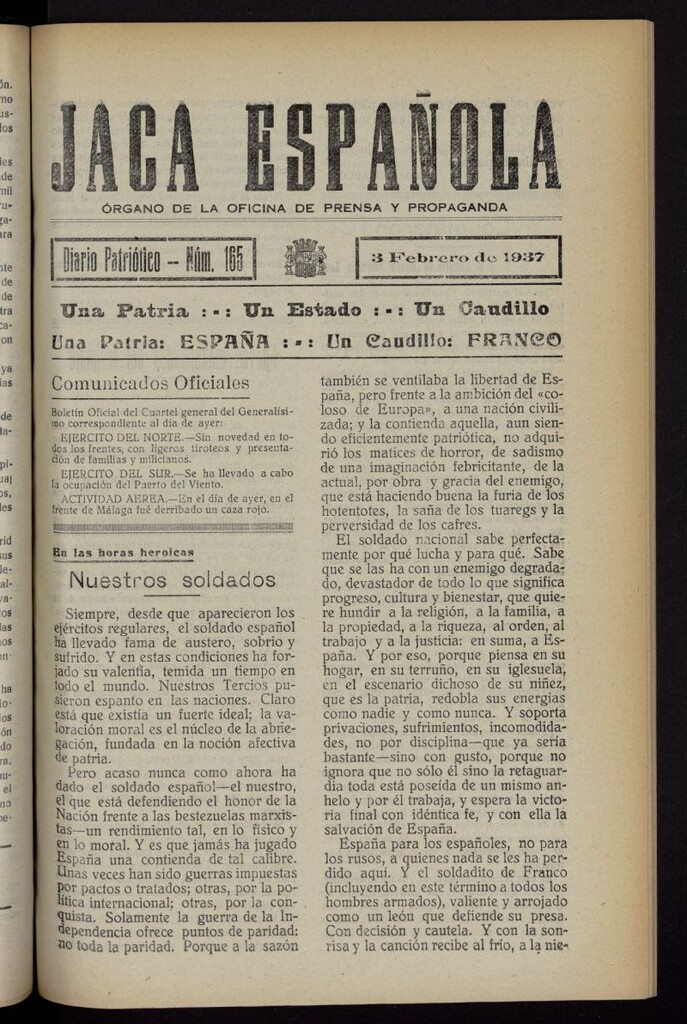 JACA ESPAÑOLA
ÓRGANO DE LA OFICINA DE PRENSA Y PROPAGANDA
Diario Patriótico -- Núm. 165
3 Febrero de 1937
Una Patria :-: Un Estado :-: Un Caudillo
Una Patria: ESPAÑA :-: Un Caudillo: FRANCO
Comunicados Oficiales
Boletín Oficial del Cuartel general del Generalísi-
mo correspondiente al día de ayer:
EJERCITO DEL NORTE.—Sin novedad en to-
dos los frentes, con ligeros tiroteos y presenta-
ción de familias y milicianos.
EJERCITO DEL SUR.—Se ha llevado a cabo
la ocupación del Puerto del Viento.
ACTIVIDAD AEREA.—En el día de ayer, en el
frente de Málaga fué derribado un caza rojo.
En las horas heroicas
Nuestros soldados
Siempre, desde que aparecieron los
ejércitos regulares, el soldado español
ha llevado fama de austero, sobrio y
sufrido. Y en estas condiciones ha for-
jado su valentía, temida un tiempo en
todo el mundo. Nuestros Tercios pu-
sieron espanto en las naciones. Claro
está que existía un fuerte ideal; la va-
loración moral es el núcleo de la abne-
gación, fundada en la noción afectiva
de patria.
Pero acaso nunca como ahora ha
dado el soldado español—el nuestro,
el que está defendiendo el honor de la
Nación frente a las bestezuelas marxis-
tas—un rendimiento tal, en lo físico y
en lo moral. Y es que jamás ha jugado
España una contienda de tal calibre.
Unas veces han sido guerras impuestas
por pactos o tratados; otras, por la po-
lítica internacional; otras, por la con-
quista. Solamente la guerra de la In-
dependencia ofrece puntos de paridad:
no toda la paridad. Porque a la sazón
también se ventilaba la libertad de Es-
paña, pero frente a la ambición del «co-
loso de Europa», a una nación civili-
zada; y la contienda aquella, aun sien-
do eficientemente patriótica, no adqui-
rió los matices de horror, de sadismo
de una imaginación febricitante, de la
actual, por obra y gracia del enemigo,
que está haciendo buena la furia de los
hotentotes, la saña de los tuaregs y la
perversidad de los cafres.
El soldado nacional sabe perfecta-
mente por qué lucha y para qué. Sabe
que se las ha con un enemigo degrada-
do, devastador de todo lo que significa
progreso, cultura y bienestar, que quie-
re hundir a la religión, a la familia, a
la propiedad, a la riqueza, al orden, al
trabajo y a la justicia: en suma, a Es-
paña. Y por eso, porque piensa en su
hogar, en su terruño, en su iglesuela,
en el escenario dichoso de su niñez,
que es la patria, redobla sus energías
como nadie y como nunca. Y soporta
privaciones, sufrimientos, incomodida-
des, no por disciplina—que ya sería
bastante—sino con gusto, porque no
ignora que no sólo él sino la retaguar-
dia toda está poseída de un mismo an-
helo y por él trabaja, y espera la victo-
ria final con idéntica fe, y con ella la
salvación de España.
España para los españoles, no para
los rusos, a quienes nada se les ha per-
dido aquí. Y el soldadito de Franco
(incluyendo en este término a todos los
hombres armados), valiente y arrojado
como un león que defiende su presa.
Con decisión y cautela. Y con la son-
risa y la canción recibe al frío, a la nie-